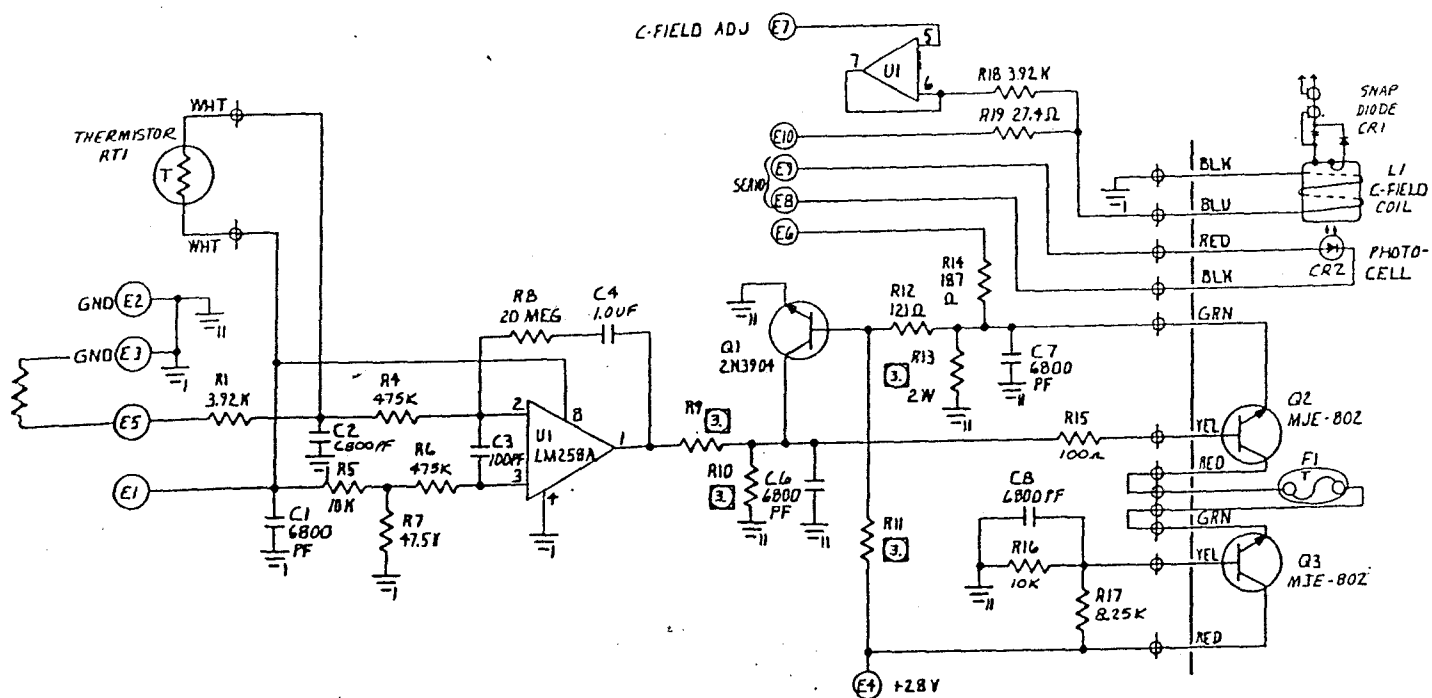 C-FIELD ADJ E7
5
7
U1
6
R18 3.92K
R19 27.4Ω
E10
SERVO
E9
E8
E6
SNAP
DIODE
CR1
BLK
L1
C-FIELD
COIL
BLU
RED
CR2
PHOTO-
CELL
BLK
GRN
WHT
THERMISTOR
RT1
T
WHT
GND E2
GND E3
E5
E1
R1
3.92K
R4
475K
C2
6800PF
R5
10K
R6
475K
C1
6800
PF
R7
47.5K
R8
20 MEG
C4
1.0UF
C3
100PF
2
8
U1
LM258A
1
3
4
R9 3.
R10
3.
C6
6800
PF
Q1
2N3904
R12
121Ω
R14
187
Ω
R13
3.
2W
C7
6800
PF
R11
3.
R15
100Ω
YEL
Q2
MJE-802
RED
F1
T
GRN
C8
6800PF
R16
10K
R17
8.25K
YEL
Q3
MJE-802
RED
E4 +28V